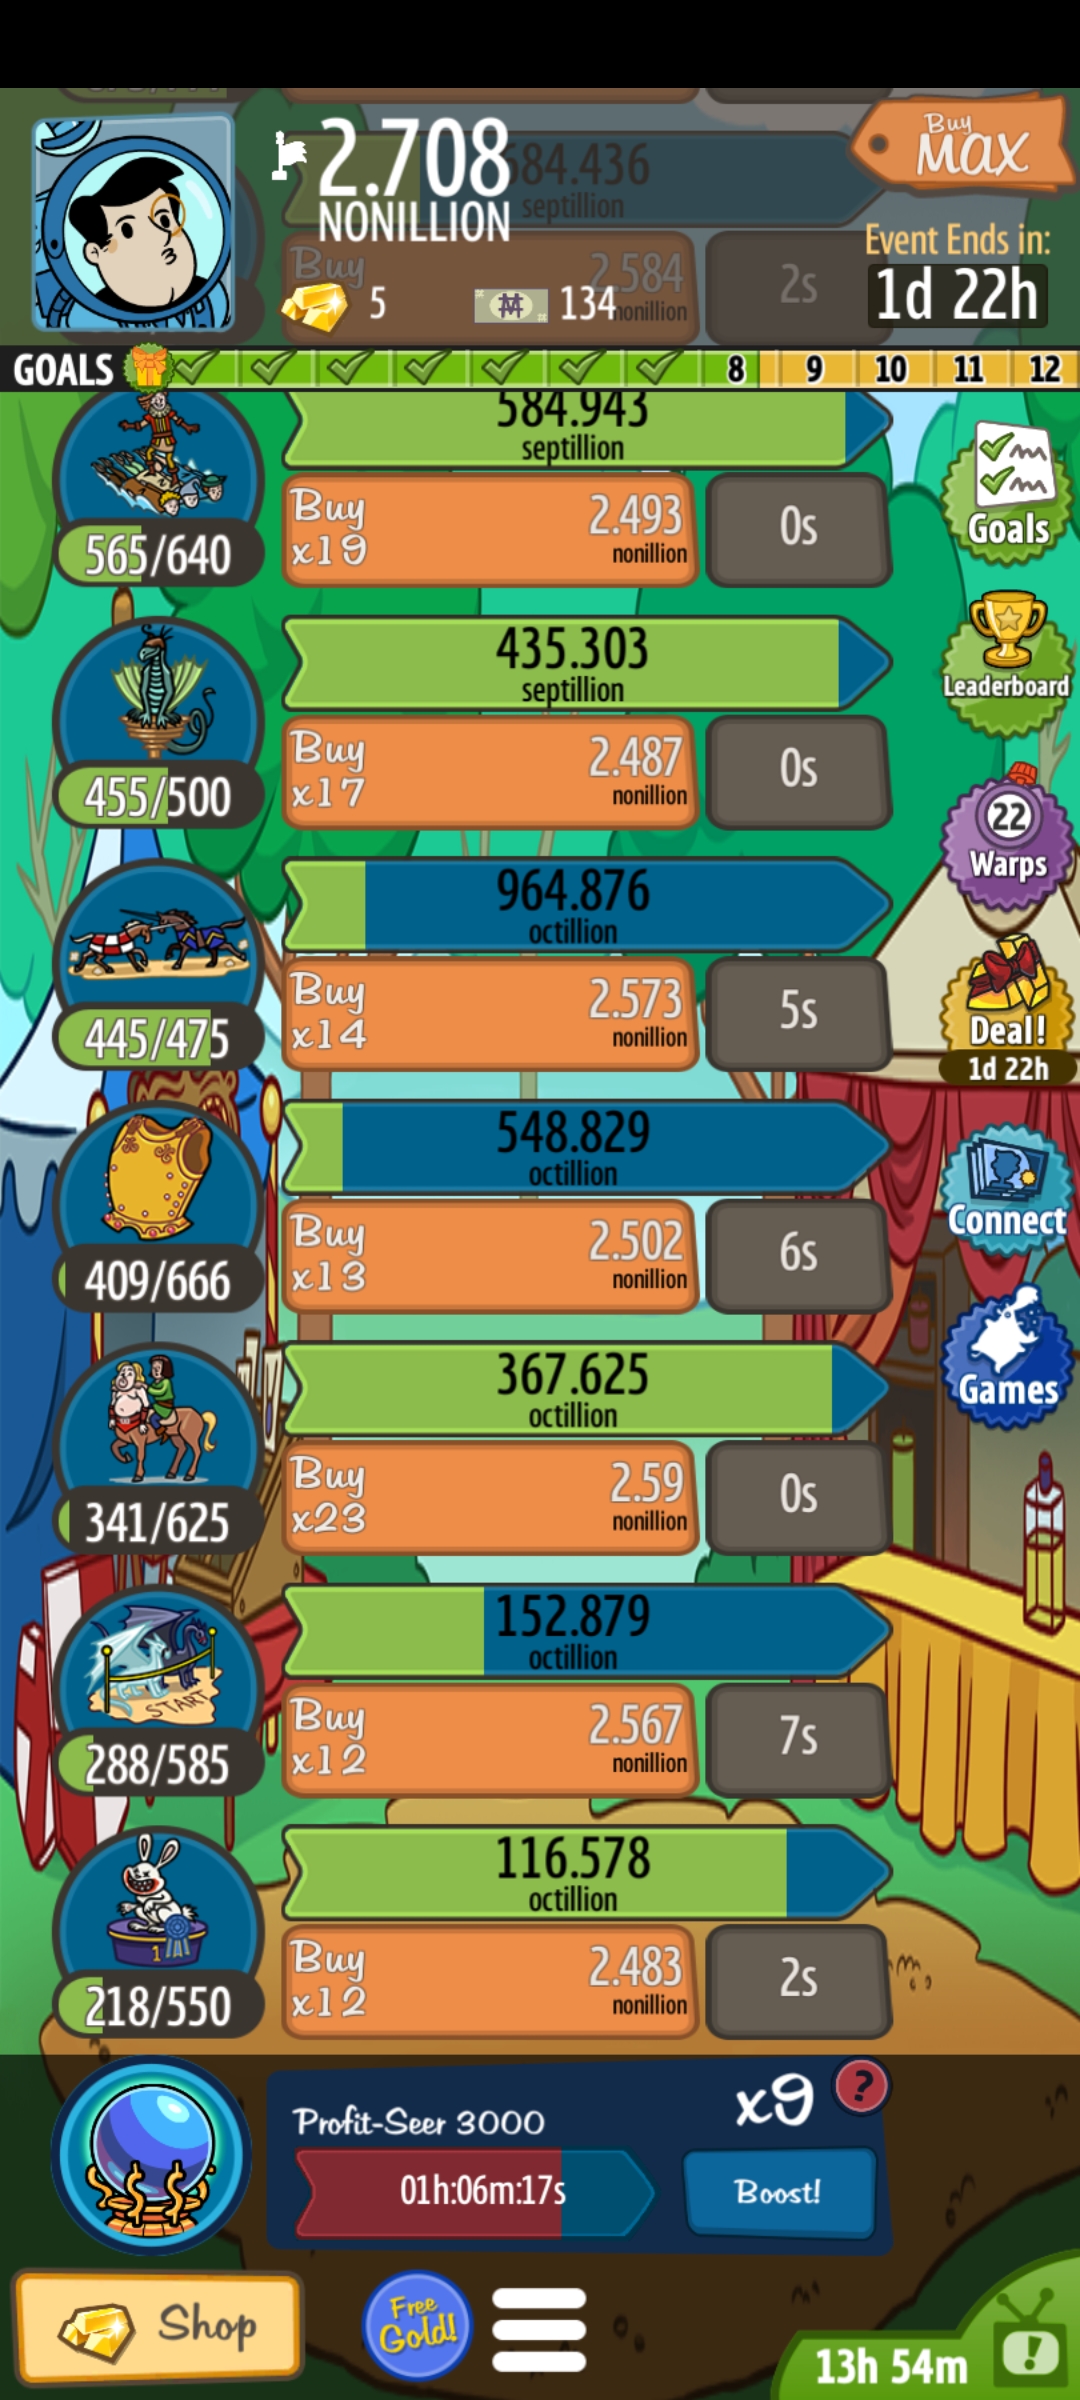 2.708
NONILLION
584.436
septillion
Buy
MAX
Buy
2.584
nonillion
2s
5
134
Event Ends in:
1d 22h
GOALS
8
9
10
11
12
584.943
septillion
565/640
Buy
x19
2.493
nonillion
0s
Goals
435.303
septillion
455/500
Buy
x17
2.487
nonillion
0s
Leaderboard
22
Warps
964.876
octillion
445/475
Buy
x14
2.573
nonillion
5s
Deal!
1d 22h
548.829
octillion
409/666
Buy
x13
2.502
nonillion
6s
Connect
367.625
octillion
341/625
Buy
x23
2.59
nonillion
0s
Games
152.879
octillion
START
288/585
Buy
x12
2.567
nonillion
7s
116.578
octillion
1
218/550
Buy
x12
2.483
nonillion
2s
Profit-Seer 3000
x9
?
01h:06m:17s
Boost!
Shop
Free
Gold!
13h 54m
!